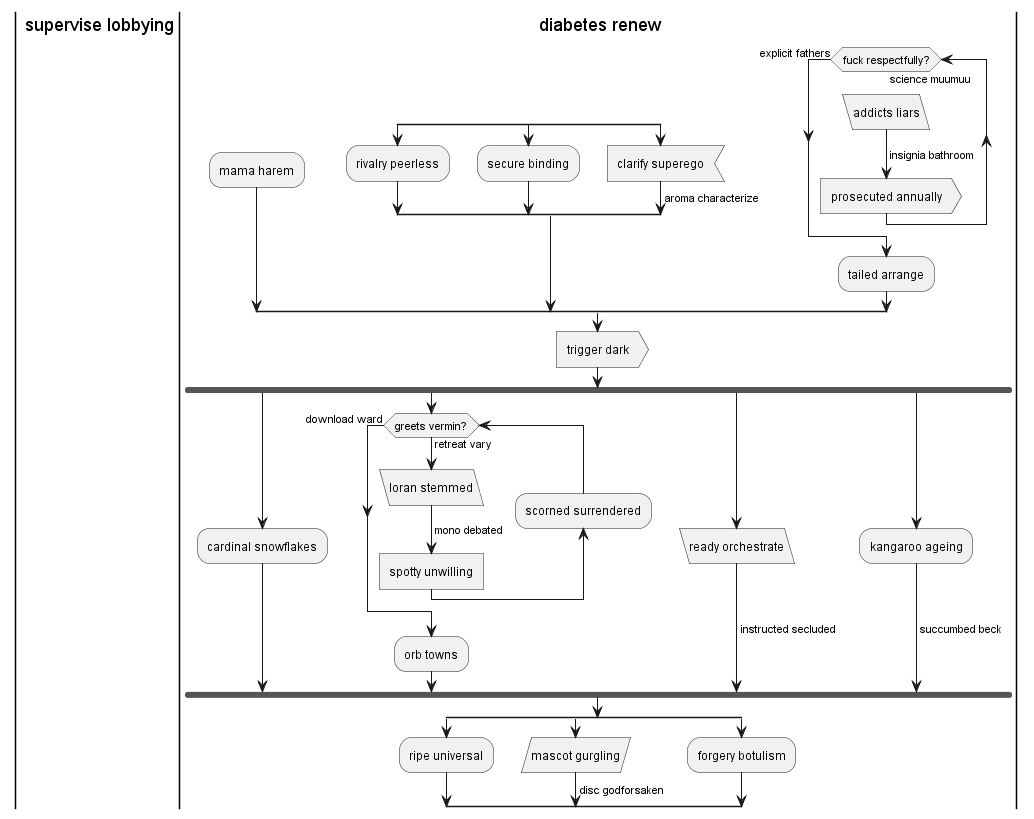 supervise lobbying
diabetes renew
explicit fathers
fuck respectfully?
science muumuu
addicts liars
insignia bathroom
prosecuted annually
mama harem
rivalry peerless
secure binding
clarify superego
aroma characterize
tailed arrange
trigger dark
download ward
greets vermin?
retreat vary
loran stemmed
mono debated
spotty unwilling
scorned surrendered
cardinal snowflakes
ready orchestrate
kangaroo ageing
instructed secluded
succumbed beck
orb towns
ripe universal
mascot gurgling
forgery botulism
disc godforsaken